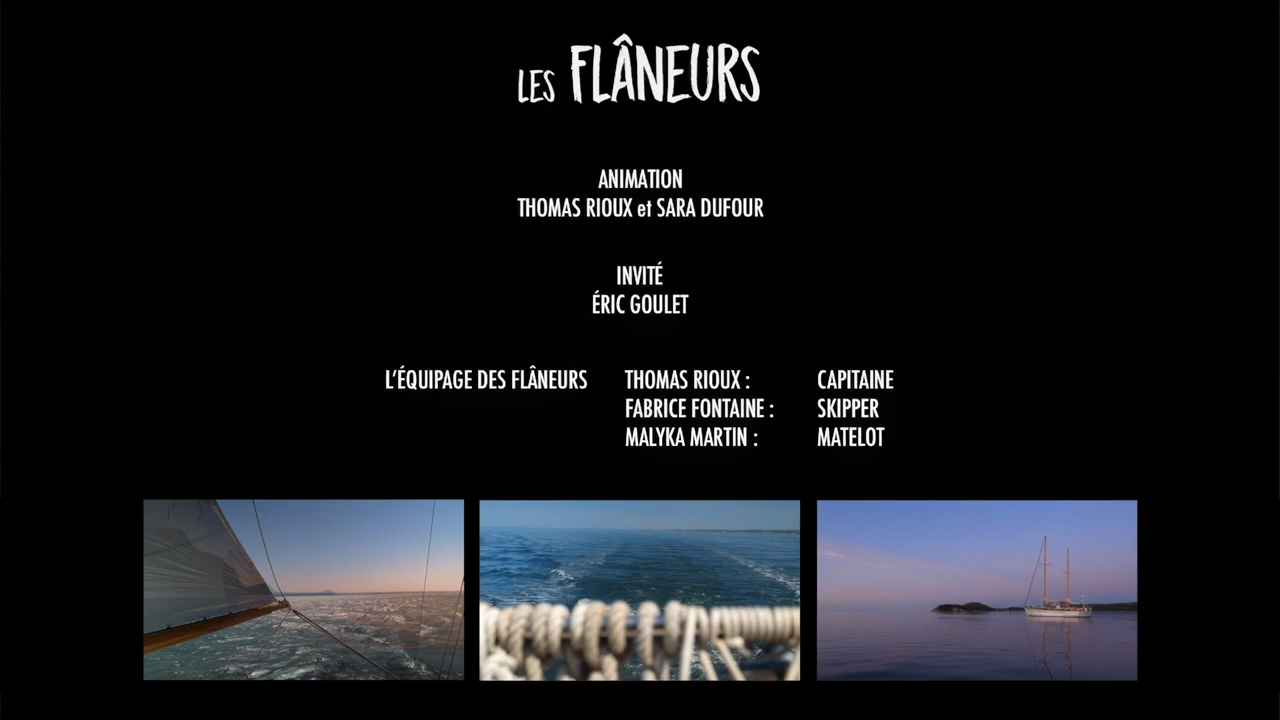 LES FLÂNEURS
ANIMATION
THOMAS RIOUX et SARA DUFOUR
INVITÉ
ÉRIC GOULET
L'ÉQUIPAGE DES FLÂNEURS THOMAS RIOUX : CAPITAINE
FABRICE FONTAINE : SKIPPER
MALYKA MARTIN : MATELOT